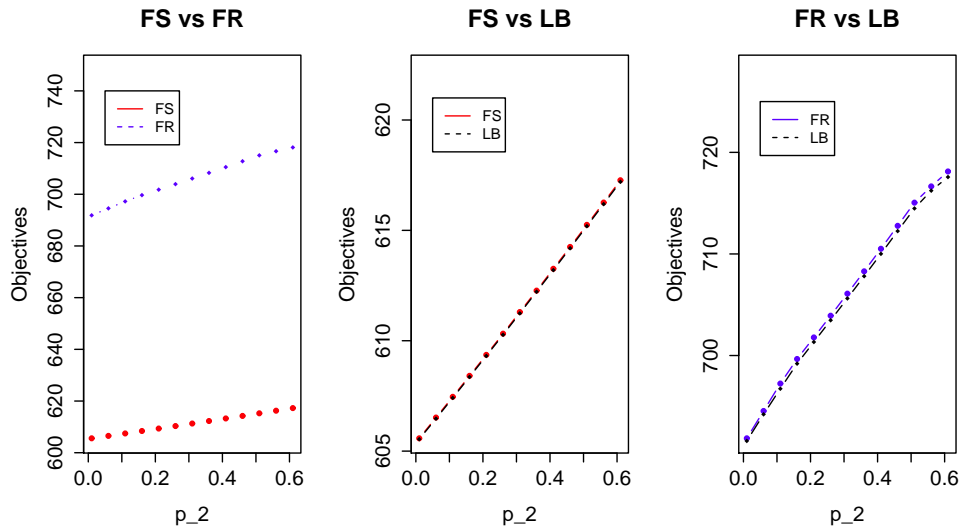 FS vs FR
FS vs LB
FR vs LB
Objectives
600
620
640
660
680
700
720
740
FS
FR
0.0
0.2
0.4
0.6
p_2
Objectives
605
610
615
620
FS
LB
0.0
0.2
0.4
0.6
p_2
Objectives
700
710
720
FR
LB
0.0
0.2
0.4
0.6
p_2